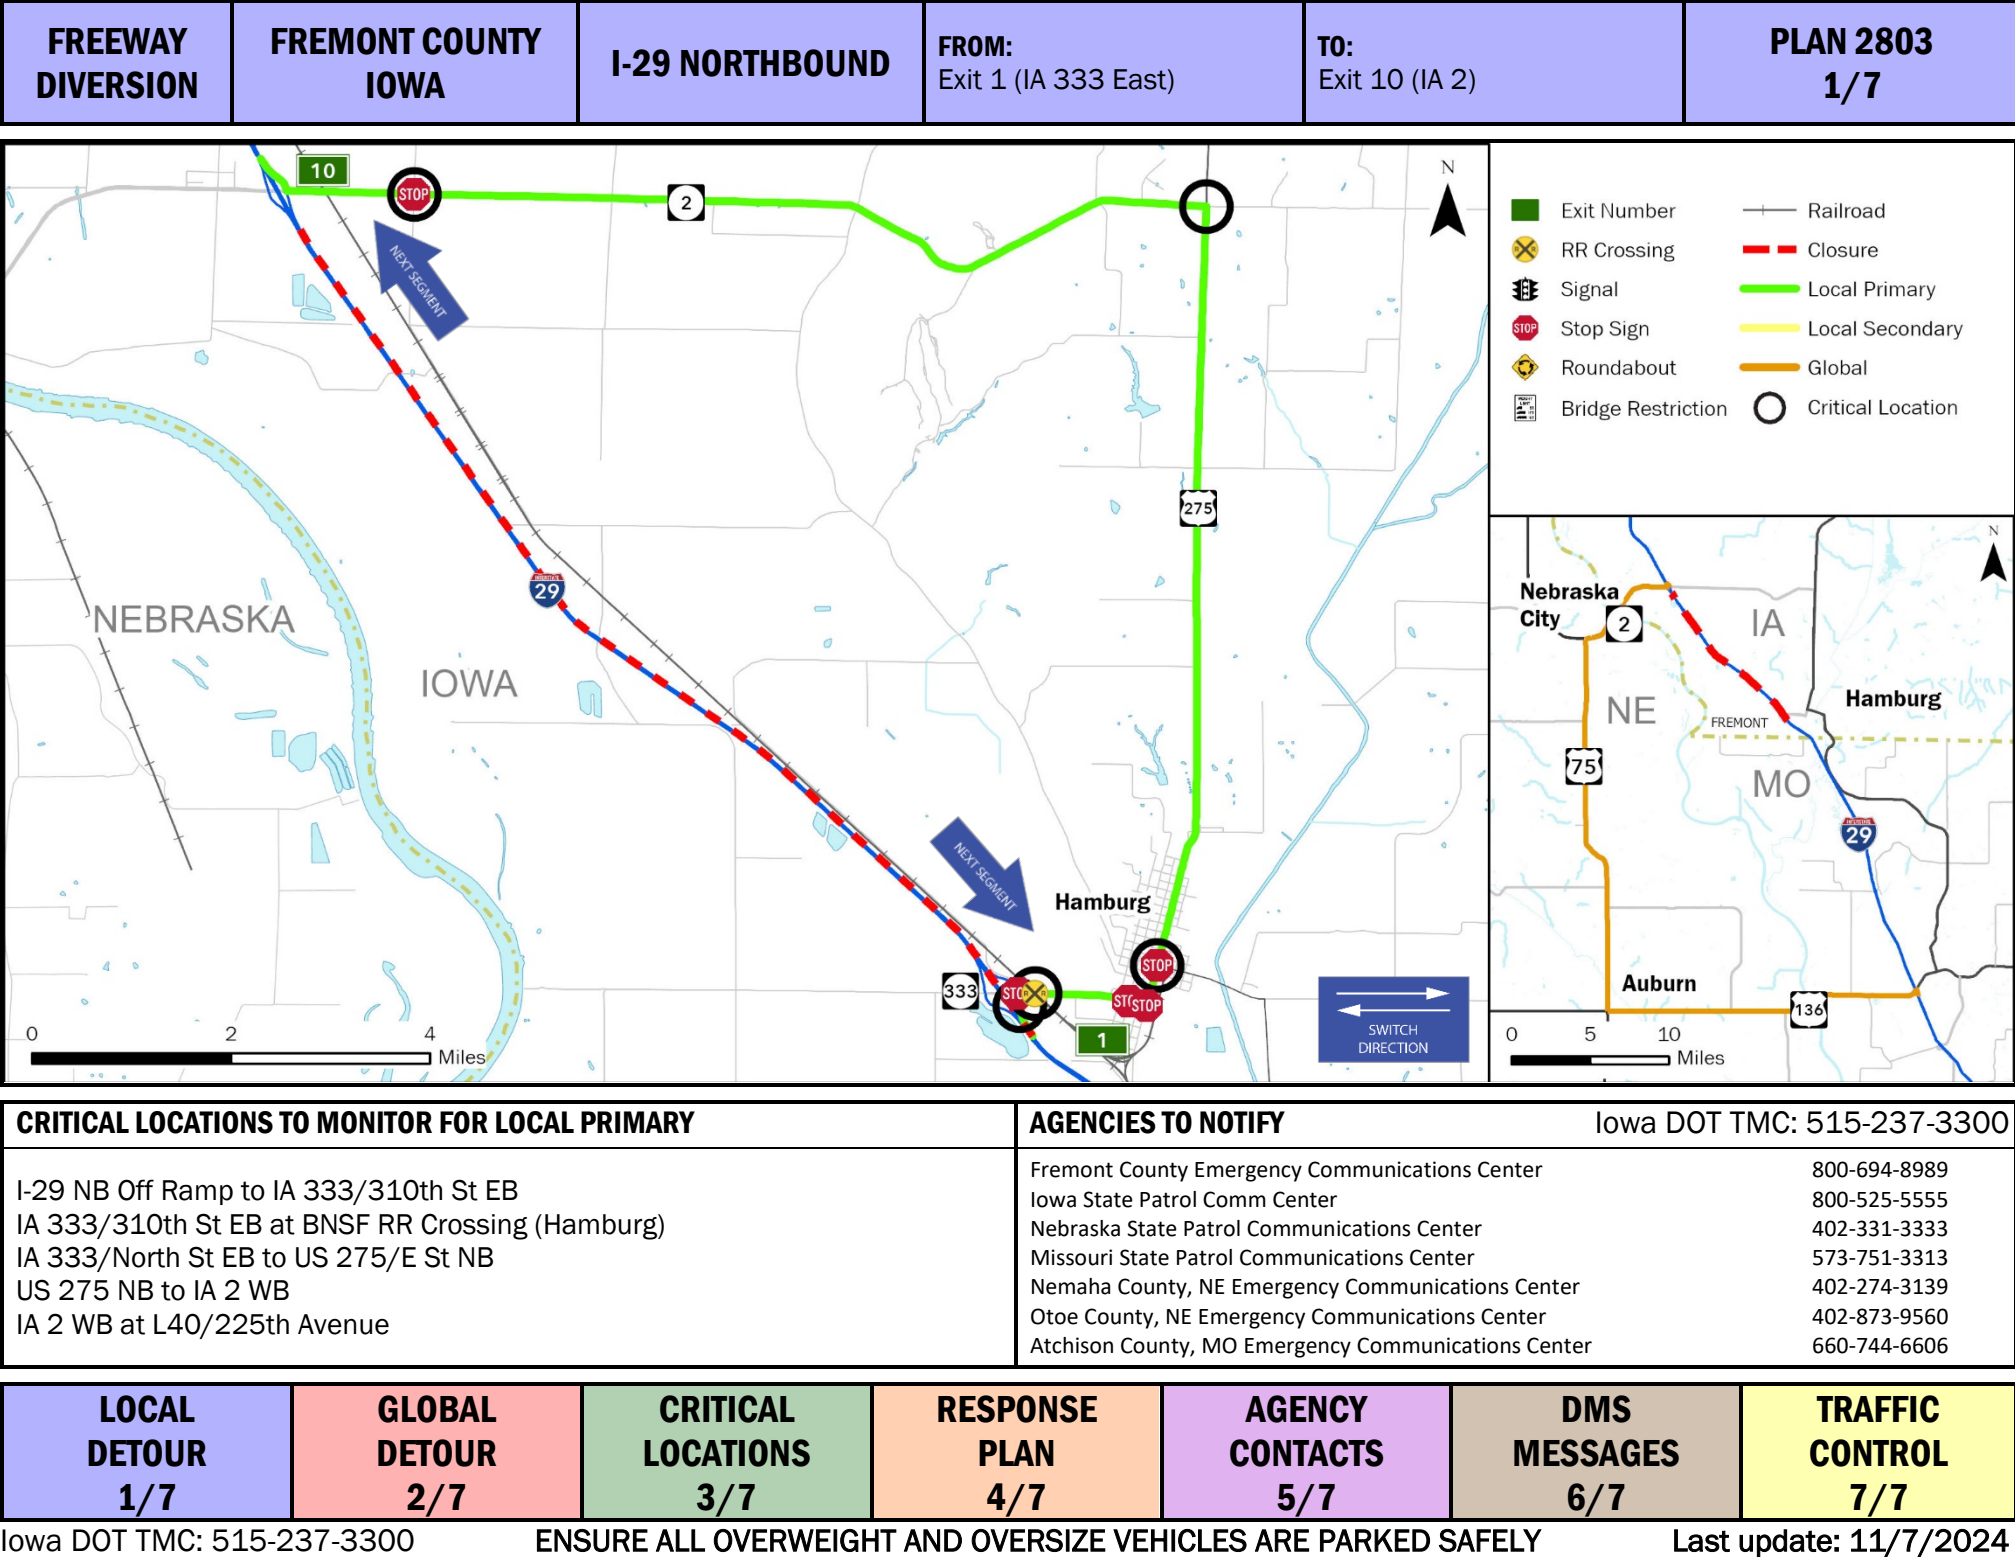 FREEWAY
DIVERSION
FREMONT COUNTY
IOWA
I-29 NORTHBOUND
FROM:
Exit 1 (IA 333 East)
TO:
Exit 10 (IA 2)
PLAN 2803
1/7
10
STOP
2
N
NEXT SEGMENT
275
INTERSTATE
29
NEBRASKA
IOWA
NEXT SEGMENT
Hamburg
STOP
333
STO
STO
STOP
1
0 2 4
Miles
SWITCH
DIRECTION
Exit Number
RR Crossing
Signal
STOP
Stop Sign
Roundabout
Bridge Restriction
Railroad
Closure
Local Primary
Local Secondary
Global
Critical Location
N
Nebraska
City
2
IA
Hamburg
NE
FREMONT
75
MO
INTERSTATE
29
Auburn
136
0 5 10
Miles
CRITICAL LOCATIONS TO MONITOR FOR LOCAL PRIMARY
I-29 NB Off Ramp to IA 333/310th St EB
IA 333/310th St EB at BNSF RR Crossing (Hamburg)
IA 333/North St EB to US 275/E St NB
US 275 NB to IA 2 WB
IA 2 WB at L40/225th Avenue
AGENCIES TO NOTIFY Iowa DOT TMC: 515-237-3300
Fremont County Emergency Communications Center 800-694-8989
Iowa State Patrol Comm Center 800-525-5555
Nebraska State Patrol Communications Center 402-331-3333
Missouri State Patrol Communications Center 573-751-3313
Nemaha County, NE Emergency Communications Center 402-274-3139
Otoe County, NE Emergency Communications Center 402-873-9560
Atchison County, MO Emergency Communications Center 660-744-6606
LOCAL
DETOUR
1/7
GLOBAL
DETOUR
2/7
CRITICAL
LOCATIONS
3/7
RESPONSE
PLAN
4/7
AGENCY
CONTACTS
5/7
DMS
MESSAGES
6/7
TRAFFIC
CONTROL
7/7
Iowa DOT TMC: 515-237-3300 ENSURE ALL OVERWEIGHT AND OVERSIZE VEHICLES ARE PARKED SAFELY Last update: 11/7/2024